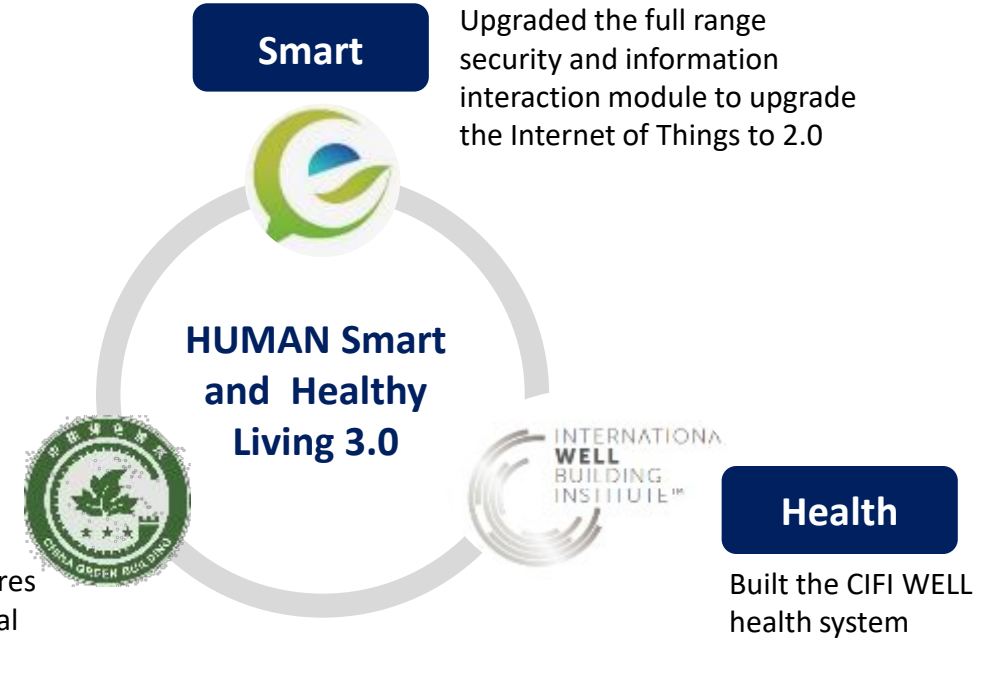 Smart
Upgraded the full range
security and information
interaction module to upgrade
the Internet of Things to 2.0
HUMAN Smart
and Healthy
Living 3.0
INTERNATIONA
WELL
BUILDING
INSTITUTE™
Health
Built the CIFI WELL
health system
CHINA GREEN BUILDING
res
al